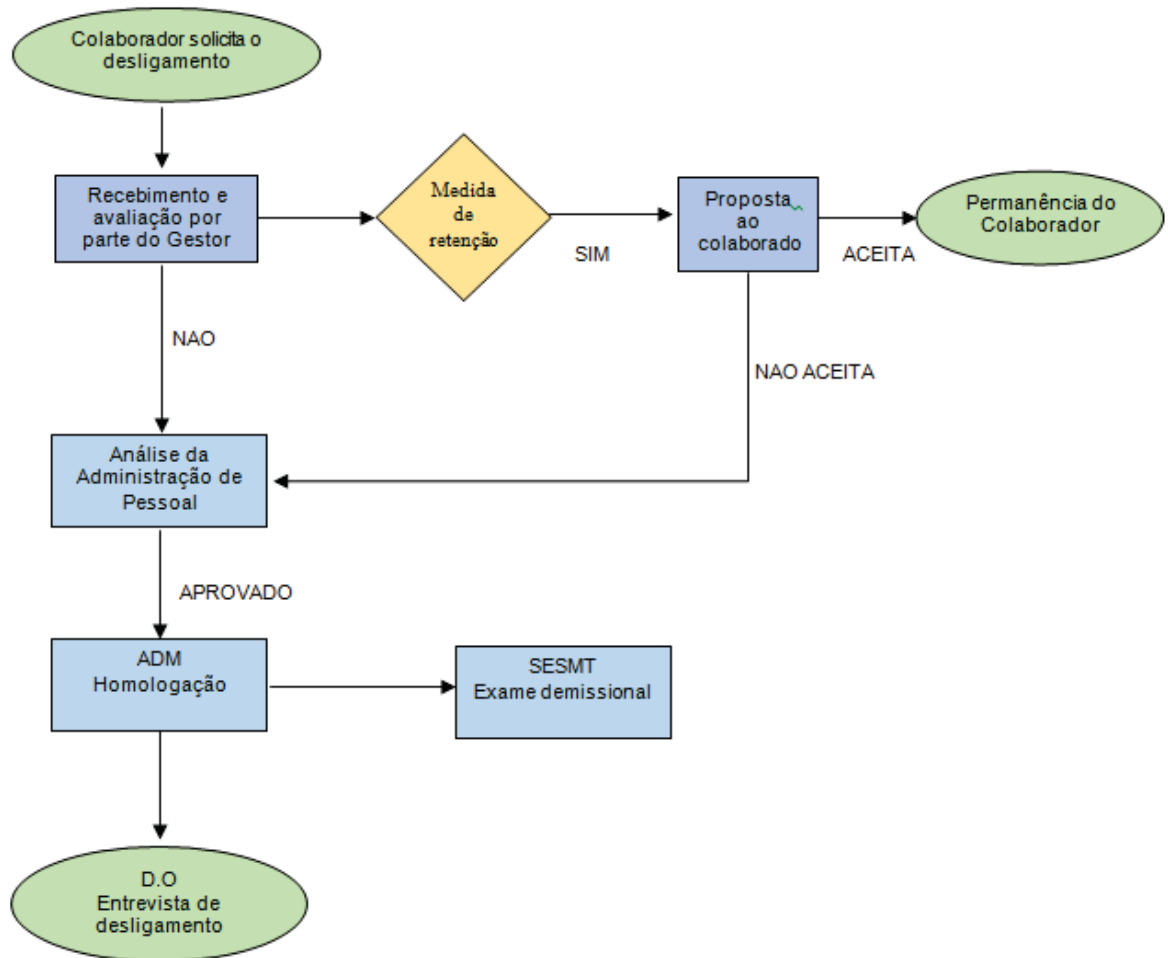 Colaborador solicita o
desligamento
Recebimento e
avaliação por
parte do Gestor
Medida
de
retenção
SIM
Proposta
ao
colaborado
ACEITA
Permanência do
Colaborador
NAO
NAO ACEITA
Análise da
Administração de
Pessoal
APROVADO
ADM
Homologação
SESMT
Exame demissional
D.O
Entrevista de
desligamento